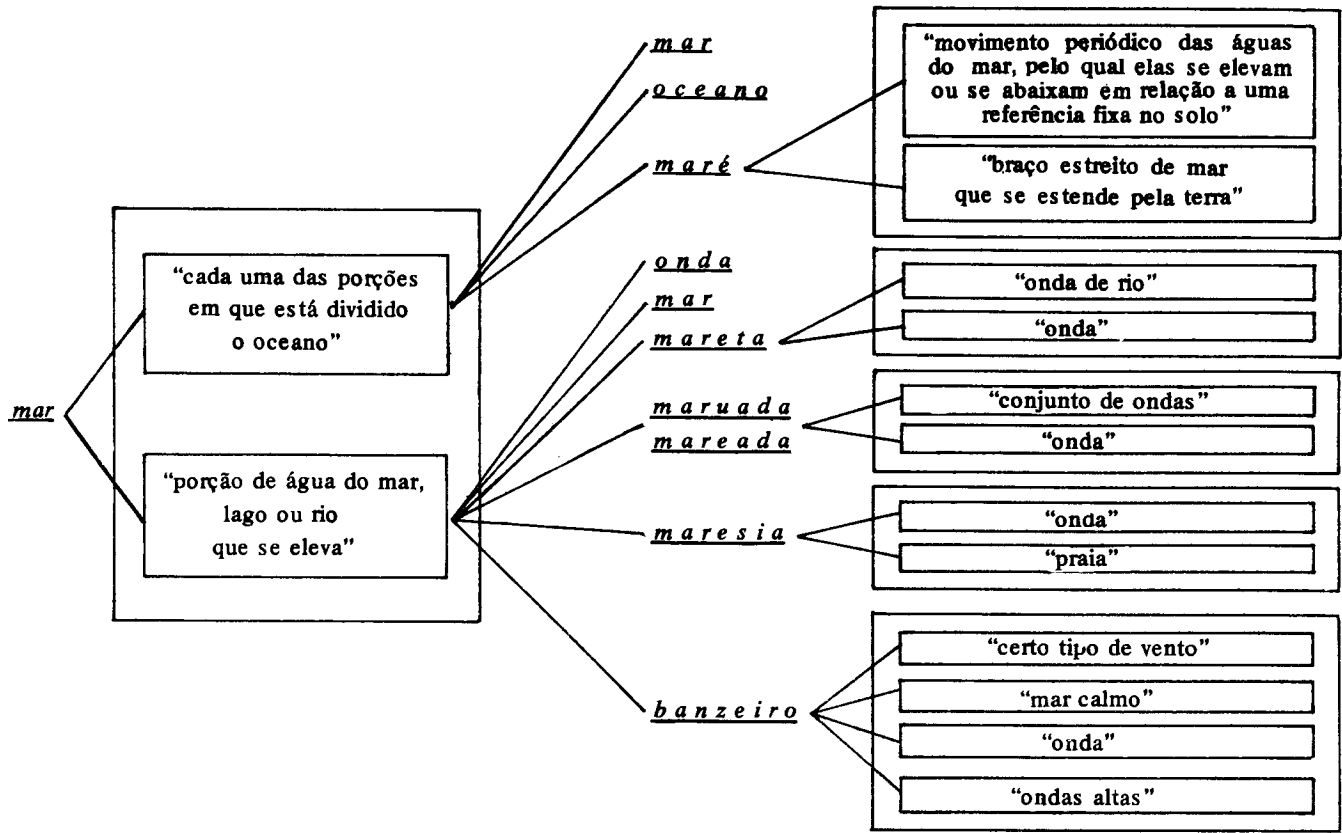 mar
“cada uma das porções
em que está dividido
o oceano”
“porção de água do mar,
lago ou rio
que se eleva”
mar
oceano
maré
“movimento periódico das águas
do mar, pelo qual elas se elevam
ou se abaixam em relação a uma
referência fixa no solo”
“braço estreito de mar
que se estende pela terra”
onda
mar
mareta
“onda de rio”
“onda”
maruada
mareada
“conjunto de ondas”
“onda”
maresia
“onda”
“praia”
banzeiro
“certo tipo de vento”
“mar calmo”
“onda”
“ondas altas”